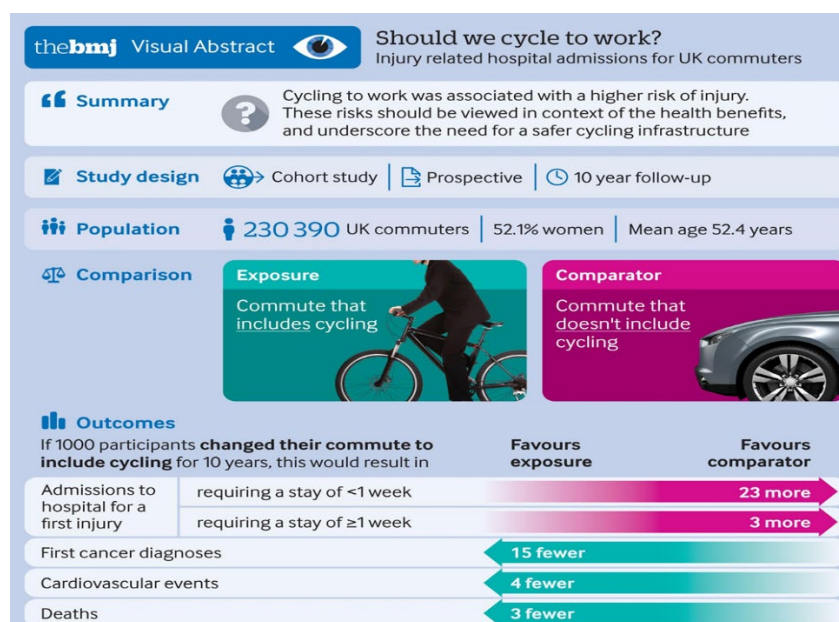 thebmj Visual Abstract
Should we cycle to work?
Injury related hospital admissions for UK commuters
Summary
Cycling to work was associated with a higher risk of injury.
These risks should be viewed in context of the health benefits,
and underscore the need for a safer cycling infrastructure
Study design
Cohort study
Prospective
10 year follow-up
Population
230 390 UK commuters
52.1% women
Mean age 52.4 years
Comparison
Exposure
Commute that
includes cycling
Comparator
Commute that
doesn't include
cycling
Outcomes
If 1000 participants changed their commute to
include cycling for 10 years, this would result in
Favours
exposure
Favours
comparator
Admissions to
hospital for a
first injury
requiring a stay of <1 week
23 more
requiring a stay of ≥1 week
3 more
First cancer diagnoses
15 fewer
Cardiovascular events
4 fewer
Deaths
3 fewer